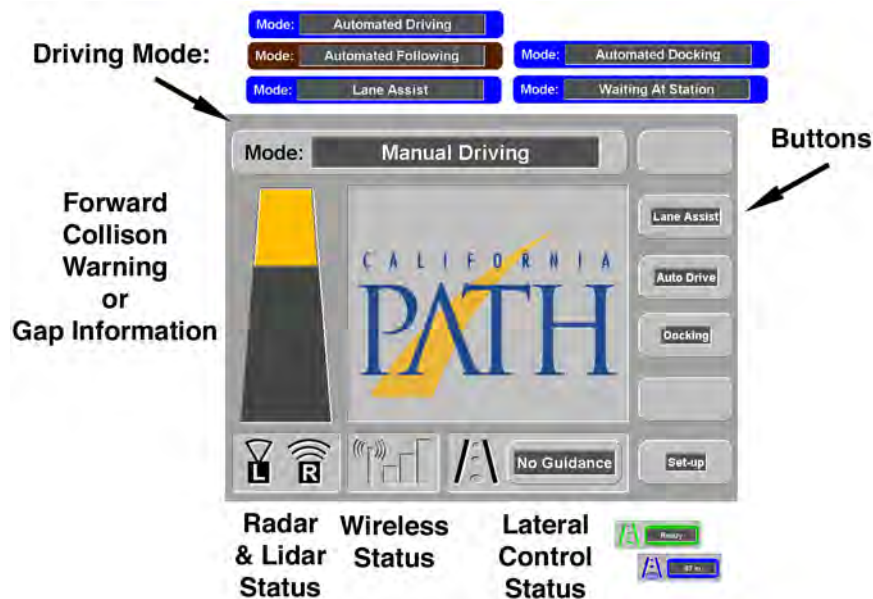 Mode: Automated Driving
Driving Mode:
Mode: Automated Following
Mode: Automated Docking
Mode: Lane Assist
Mode: Waiting At Station
Mode: Manual Driving
Buttons
Forward
Collison
Warning
or
Gap Information
Lane Assist
CALIFORNIA
PATH
Auto Drive
Docking
L
R
No Guidance
Set-up
Radar
& Lidar
Status
Wireless
Status
Lateral
Control
Status
Ready